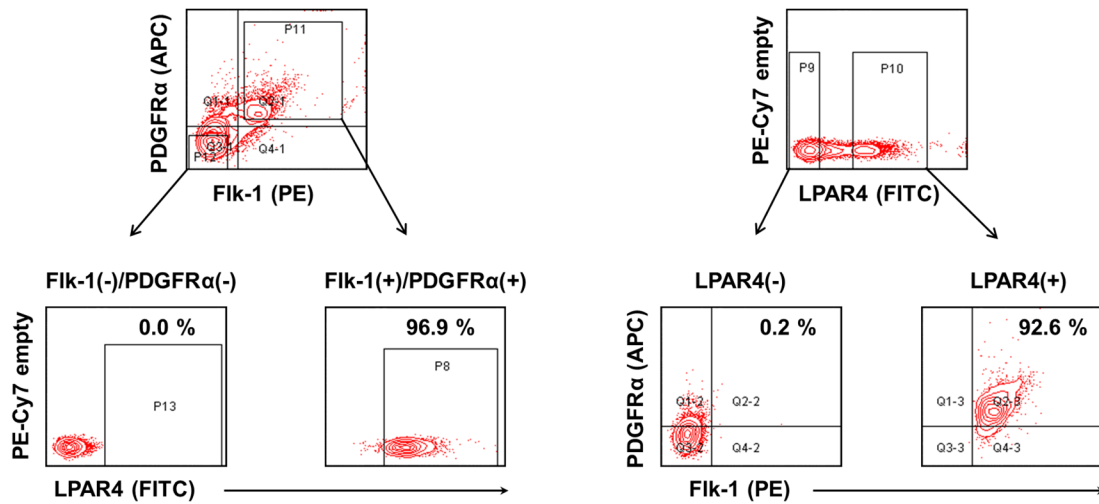 PDGFRα (APC)
P11
Q1-1
Q2-1
Q3-1
P12
Q4-1
Flk-1 (PE)
PE-Cy7 empty
P9
P10
LPAR4 (FITC)
Flk-1(-)/PDGFRα(-)
Flk-1(+)/PDGFRα(+)
LPAR4(-)
LPAR4(+)
PE-Cy7 empty
0.0 %
P13
96.9 %
P8
LPAR4 (FITC)
PDGFRα (APC)
0.2 %
Q1-2
Q2-2
Q3-2
Q4-2
92.6 %
Q1-3
Q2-3
Q3-3
Q4-3
Flk-1 (PE)